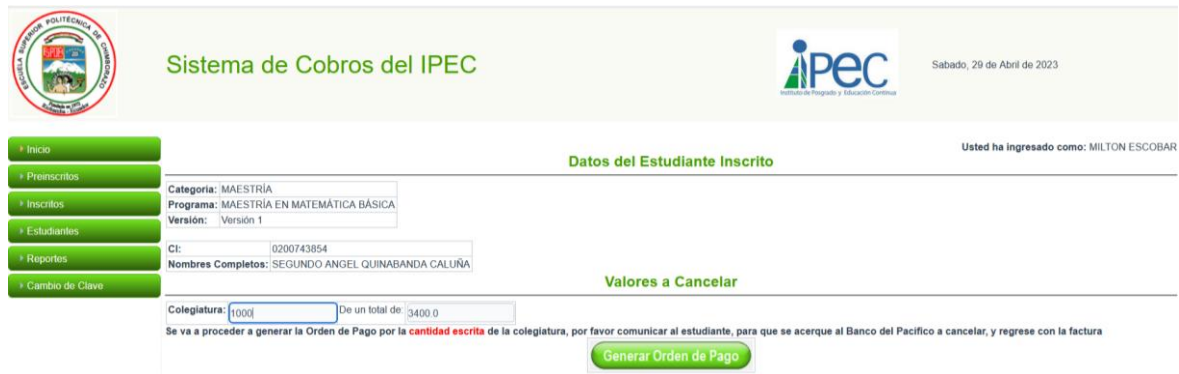 ESCUELA SUPERIOR POLITÉCNICA DE CHIMBORAZO
Sistema de Cobros del IPEC
ipec
Instituto de Posgrado y Educación Continua
Sabado, 29 de Abril de 2023
Usted ha ingresado como: MILTON ESCOBAR
Inicio
Preinscritos
Inscritos
Estudiantes
Reportes
Cambio de Clave
Datos del Estudiante Inscrito
Categoria: MAESTRÍA
Programa: MAESTRÍA EN MATEMÁTICA BÁSICA
Versión: Versión 1
CI: 0200743854
Nombres Completos: SEGUNDO ANGEL QUINABANDA CALUÑA
Valores a Cancelar
Colegiatura: 1000 De un total de: 3400.0
Se va a proceder a generar la Orden de Pago por la cantidad escrita de la colegiatura, por favor comunicar al estudiante, para que se acerque al Banco del Pacifico a cancelar, y regrese con la factura
Generar Orden de Pago